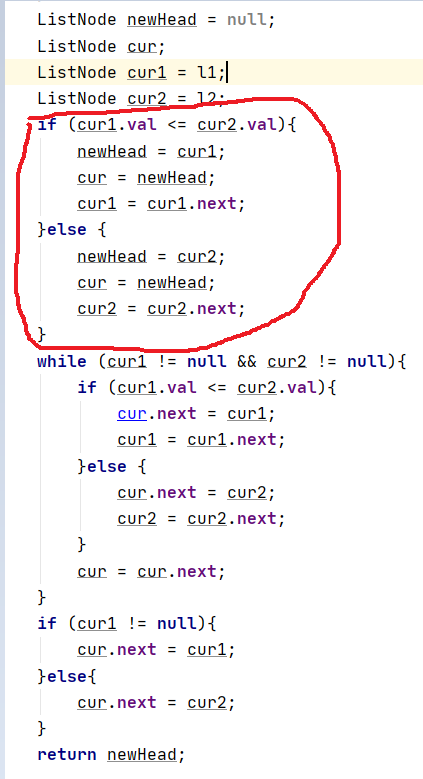 ListNode newHead = null;
ListNode cur;
ListNode cur1 = l1;
ListNode cur2 = l2;
if (cur1.val <= cur2.val){
    newHead = cur1;
    cur = newHead;
    cur1 = cur1.next;
}else {
    newHead = cur2;
    cur = newHead;
    cur2 = cur2.next;
}
while (cur1 != null && cur2 != null){
    if (cur1.val <= cur2.val){
        cur.next = cur1;
        cur1 = cur1.next;
    }else {
        cur.next = cur2;
        cur2 = cur2.next;
    }
    cur = cur.next;
}
if (cur1 != null){
    cur.next = cur1;
}else{
    cur.next = cur2;
}
return newHead;